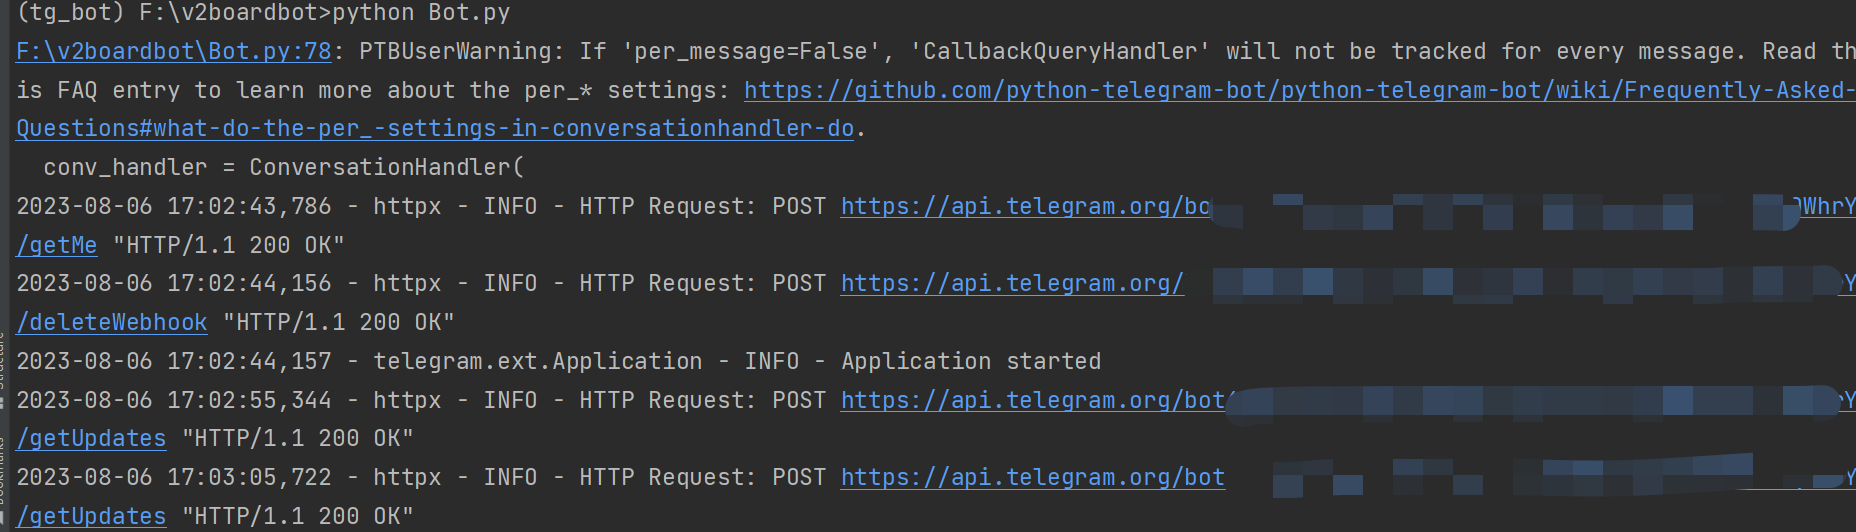 (tg_bot) F:\v2boardbot>python Bot.py
F:\v2boardbot\Bot.py:78: PTBUserWarning: If 'per_message=False', 'CallbackQueryHandler' will not be tracked for every message. Read th
is FAQ entry to learn more about the per_* settings: https://github.com/python-telegram-bot/python-telegram-bot/wiki/Frequently-Asked-
Questions#what-do-the-per_-settings-in-conversationhandler-do.
conv_handler = ConversationHandler(
2023-08-06 17:02:43,786 - httpx - INFO - HTTP Request: POST https://api.telegram.org/bo WhrY
/getMe "HTTP/1.1 200 OK"
2023-08-06 17:02:44,156 - httpx - INFO - HTTP Request: POST https://api.telegram.org/ Y
/deleteWebhook "HTTP/1.1 200 OK"
2023-08-06 17:02:44,157 - telegram.ext.Application - INFO - Application started
2023-08-06 17:02:55,344 - httpx - INFO - HTTP Request: POST https://api.telegram.org/bot rY
/getUpdates "HTTP/1.1 200 OK"
2023-08-06 17:03:05,722 - httpx - INFO - HTTP Request: POST https://api.telegram.org/bot Y
/getUpdates "HTTP/1.1 200 OK"